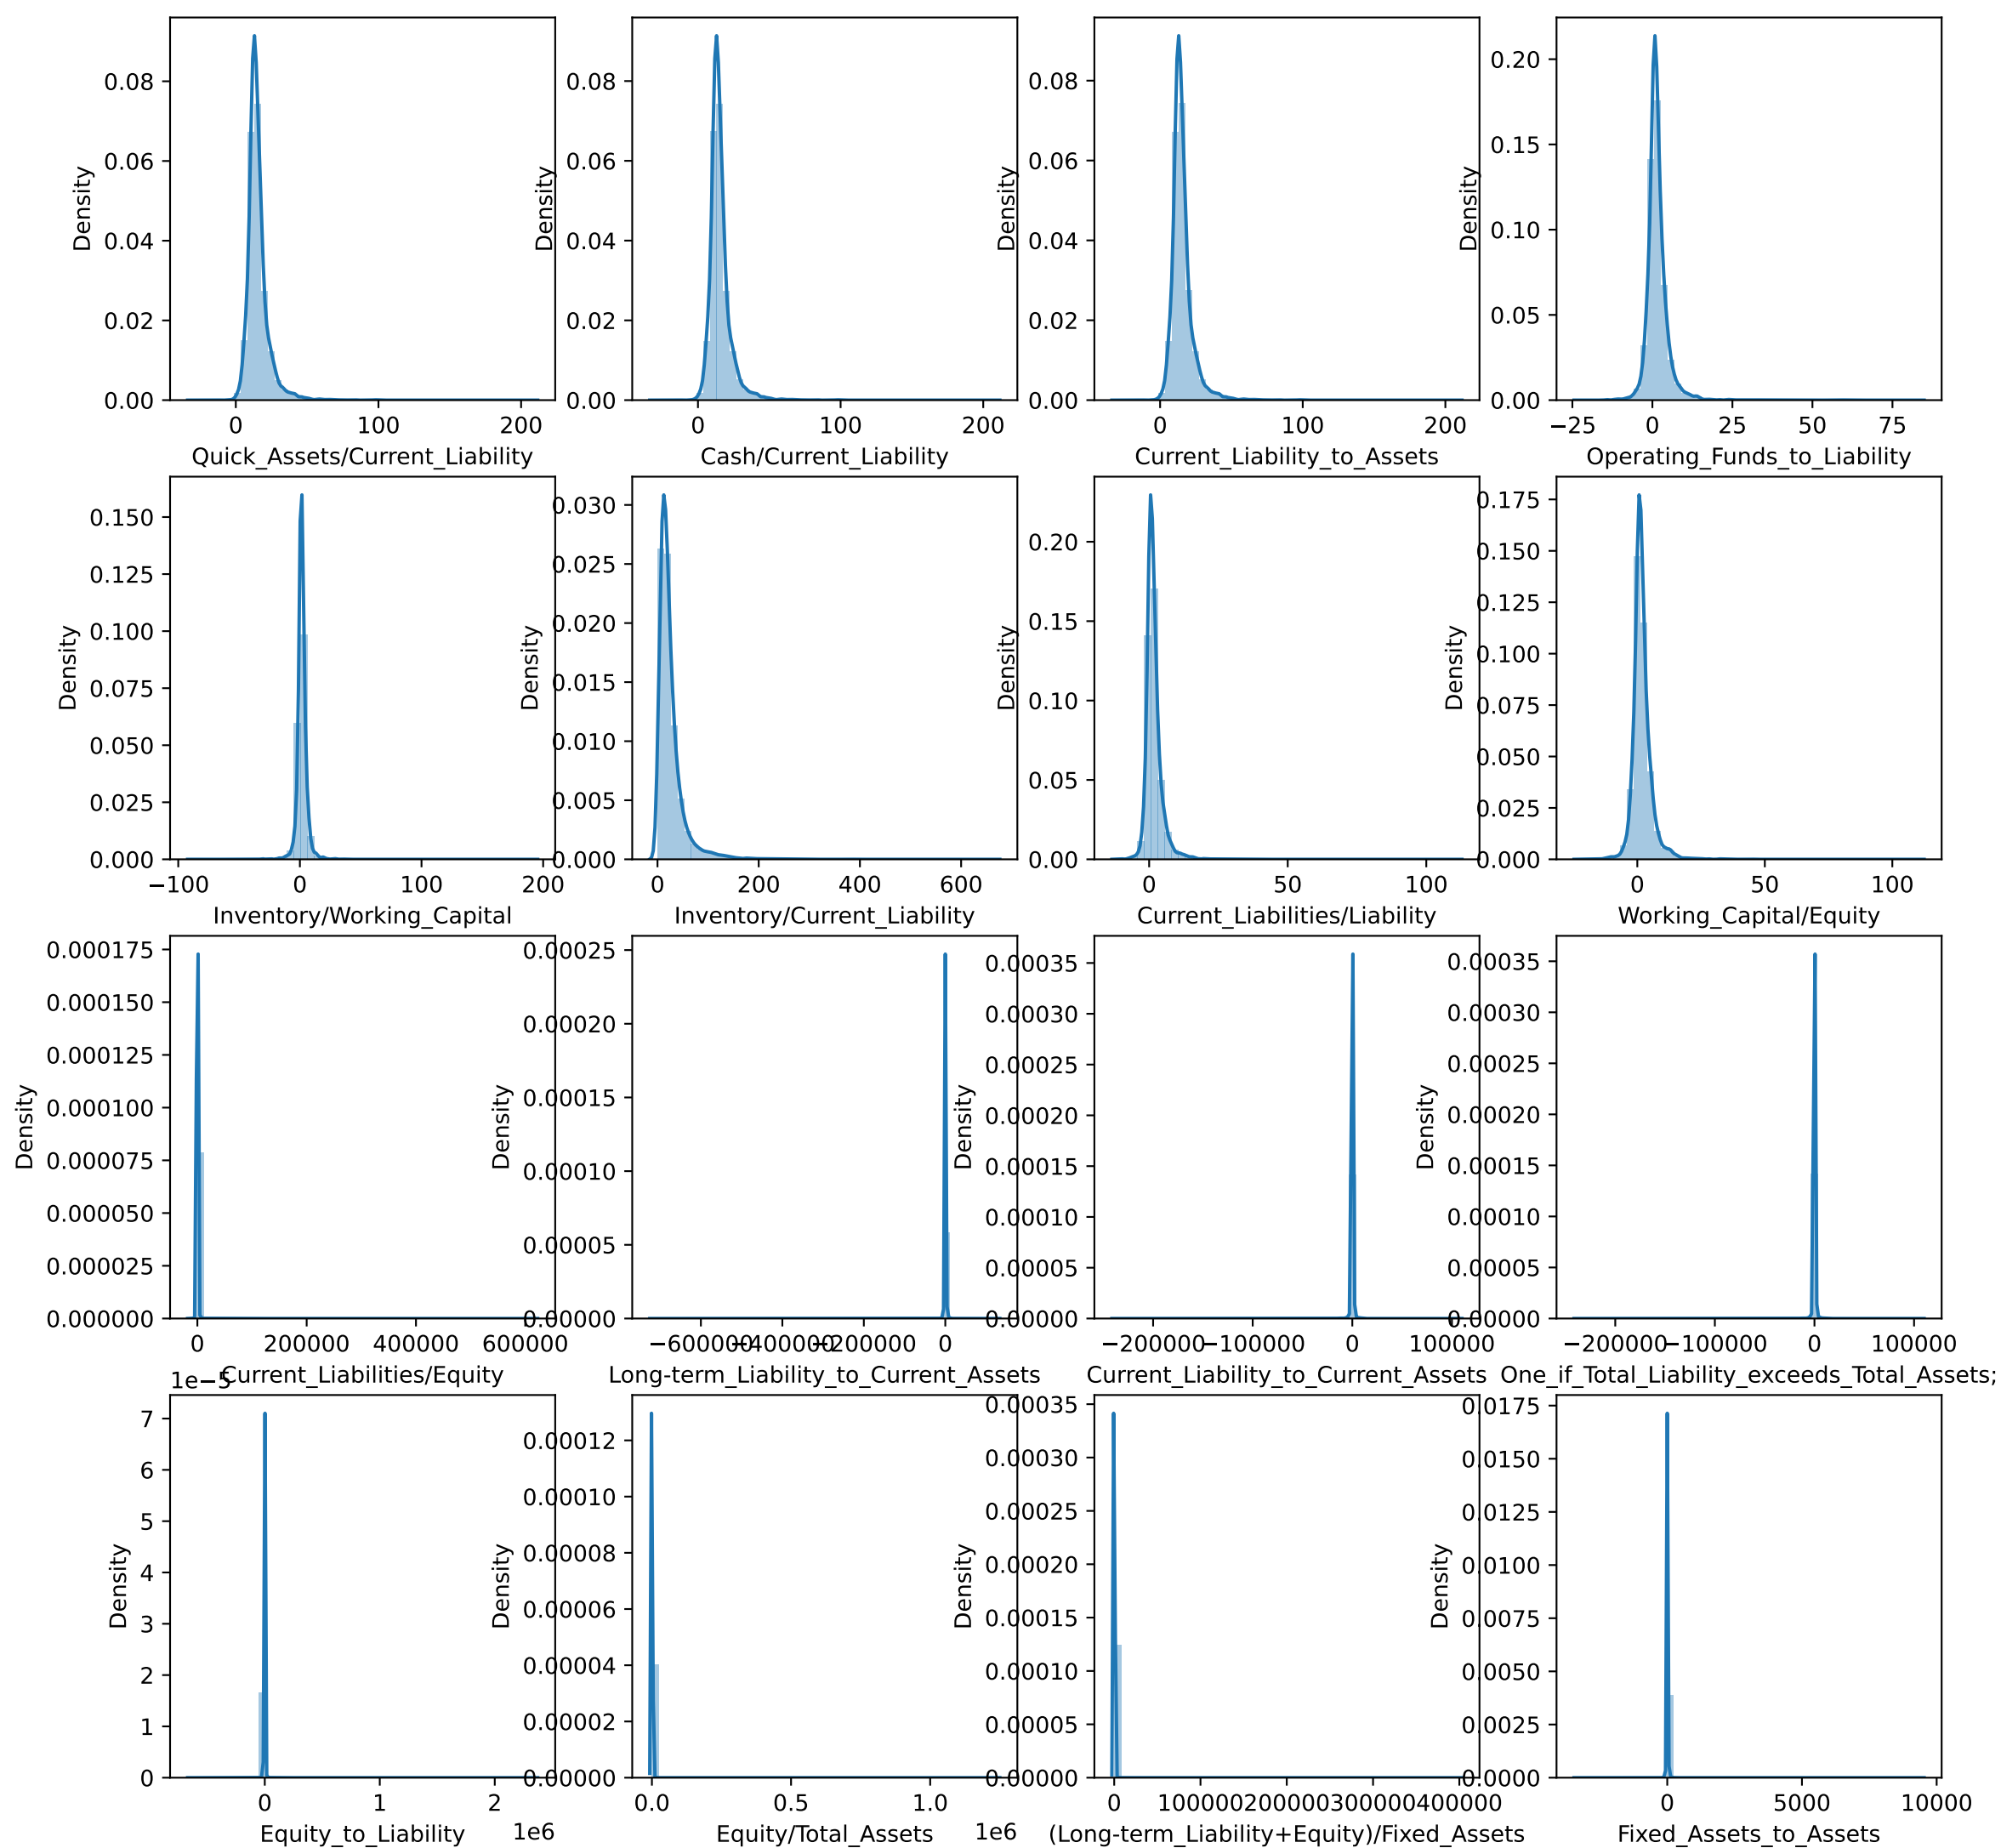 Density
0.08
0.06
0.04
0.02
0.00
0 100 200
Quick_Assets/Current_Liability
Density
0.08
0.06
0.04
0.02
0.00
0 100 200
Cash/Current_Liability
Density
0.08
0.06
0.04
0.02
0.00
0 100 200
Current_Liability_to_Assets
Density
0.20
0.15
0.10
0.05
0.00
−25 0 25 50 75
Operating_Funds_to_Liability
Density
0.150
0.125
0.100
0.075
0.050
0.025
0.000
−100 0 100 200
Inventory/Working_Capital
Density
0.030
0.025
0.020
0.015
0.010
0.005
0.000
0 200 400 600
Inventory/Current_Liability
Density
0.20
0.15
0.10
0.05
0.00
0 50 100
Current_Liabilities/Liability
Density
0.175
0.150
0.125
0.100
0.075
0.050
0.025
0.000
0 50 100
Working_Capital/Equity
Density
0.000175
0.000150
0.000125
0.000100
0.000075
0.000050
0.000025
0.000000
0 200000 400000 600000
Current_Liabilities/Equity
Density
0.00025
0.00020
0.00015
0.00010
0.00005
0.00000
−600000 −400000 −200000 0
Long-term_Liability_to_Current_Assets
Density
0.00035
0.00030
0.00025
0.00020
0.00015
0.00010
0.00005
0.00000
−200000 −100000 0 100000
Current_Liability_to_Current_Assets
Density
0.00035
0.00030
0.00025
0.00020
0.00015
0.00010
0.00005
0.00000
−200000 −100000 0 100000
One_if_Total_Liability_exceeds_Total_Assets;
1e−5
Density
7
6
5
4
3
2
1
0
0 1 2
Equity_to_Liability 1e6
Density
0.00012
0.00010
0.00008
0.00006
0.00004
0.00002
0.00000
0.0 0.5 1.0
Equity/Total_Assets 1e6
Density
0.00035
0.00030
0.00025
0.00020
0.00015
0.00010
0.00005
0.00000
0 100000 200000 300000 400000
(Long-term_Liability+Equity)/Fixed_Assets
Density
0.0175
0.0150
0.0125
0.0100
0.0075
0.0050
0.0025
0.0000
0 5000 10000
Fixed_Assets_to_Assets